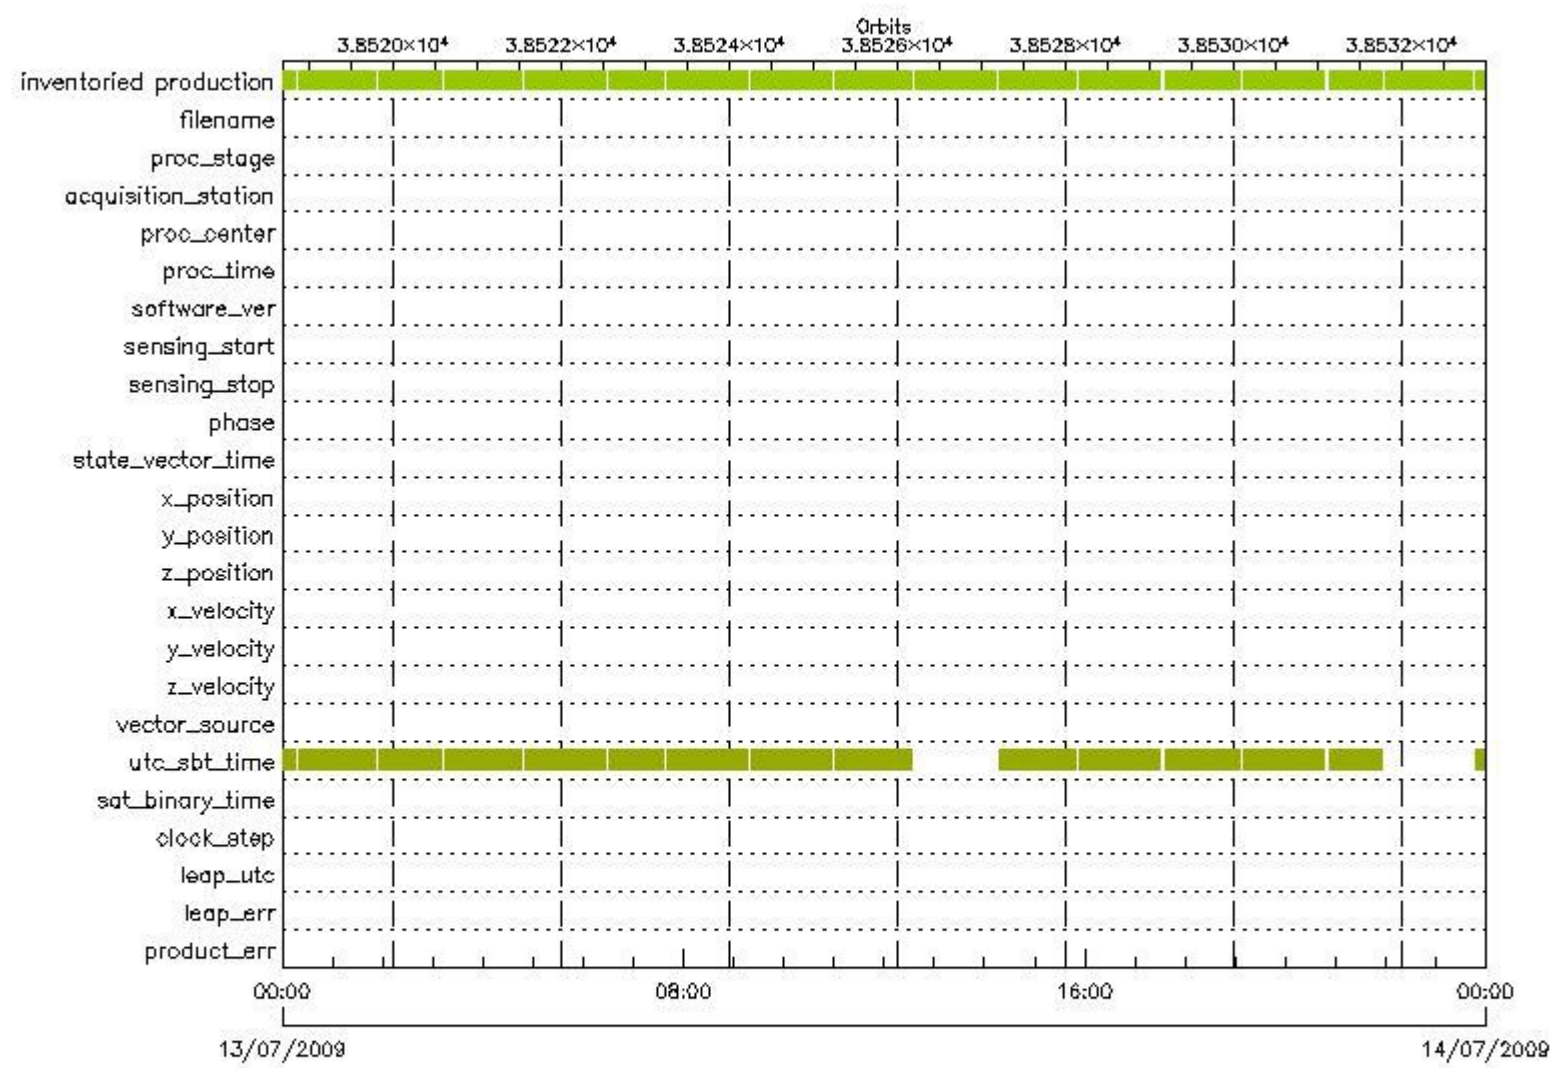 Orbits
3.8520×10⁴ 3.8522×10⁴ 3.8524×10⁴ 3.8526×10⁴ 3.8528×10⁴ 3.8530×10⁴ 3.8532×10⁴
inventoried production
filename
proc_stage
acquisition_station
proc_center
proc_time
software_ver
sensing_start
sensing_stop
phase
state_vector_time
x_position
y_position
z_position
x_velocity
y_velocity
z_velocity
vector_source
utc_sbt_time
sat_binary_time
clock_step
leap_utc
leap_err
product_err
00:00 08:00 16:00 00:00
13/07/2009 14/07/2009